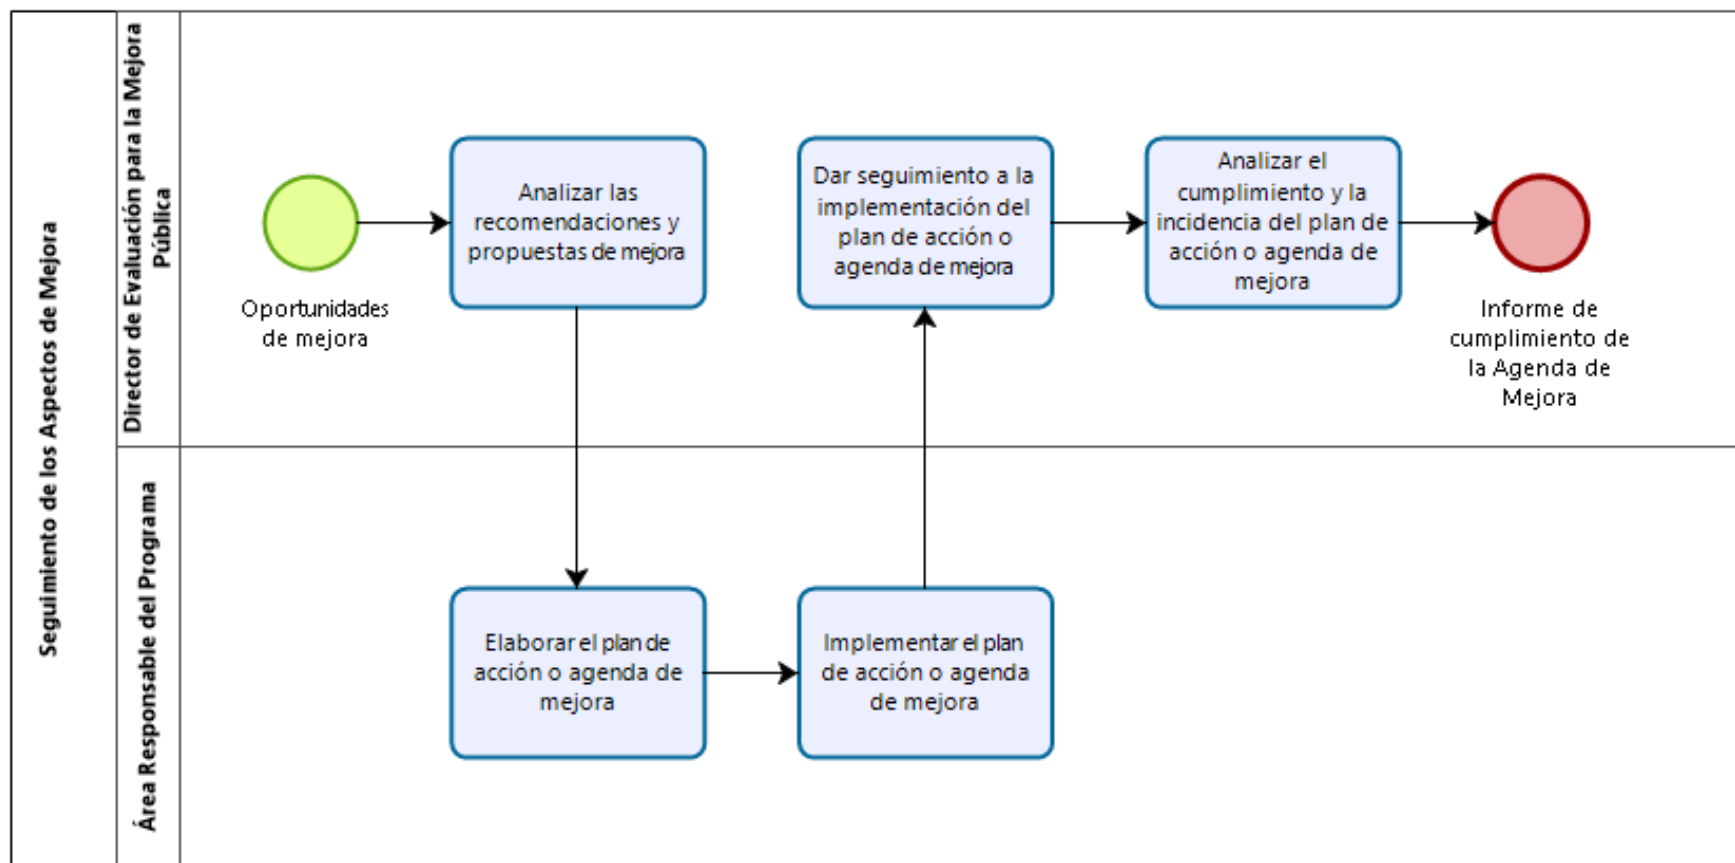 Seguimiento de los Aspectos de Mejora
Director de Evaluación para la Mejora
Pública
Oportunidades
de mejora
Analizar las
recomendaciones y
propuestas de mejora
Dar seguimiento a la
implementación del
plan de acción o
agenda de mejora
Analizar el
cumplimiento y la
incidencia del plan de
acción o agenda de
mejora
Informe de
cumplimiento de
la Agenda de
Mejora
Área Responsable del Programa
Elaborar el plan de
acción o agenda de
mejora
Implementar el plan
de acción o agenda
de mejora